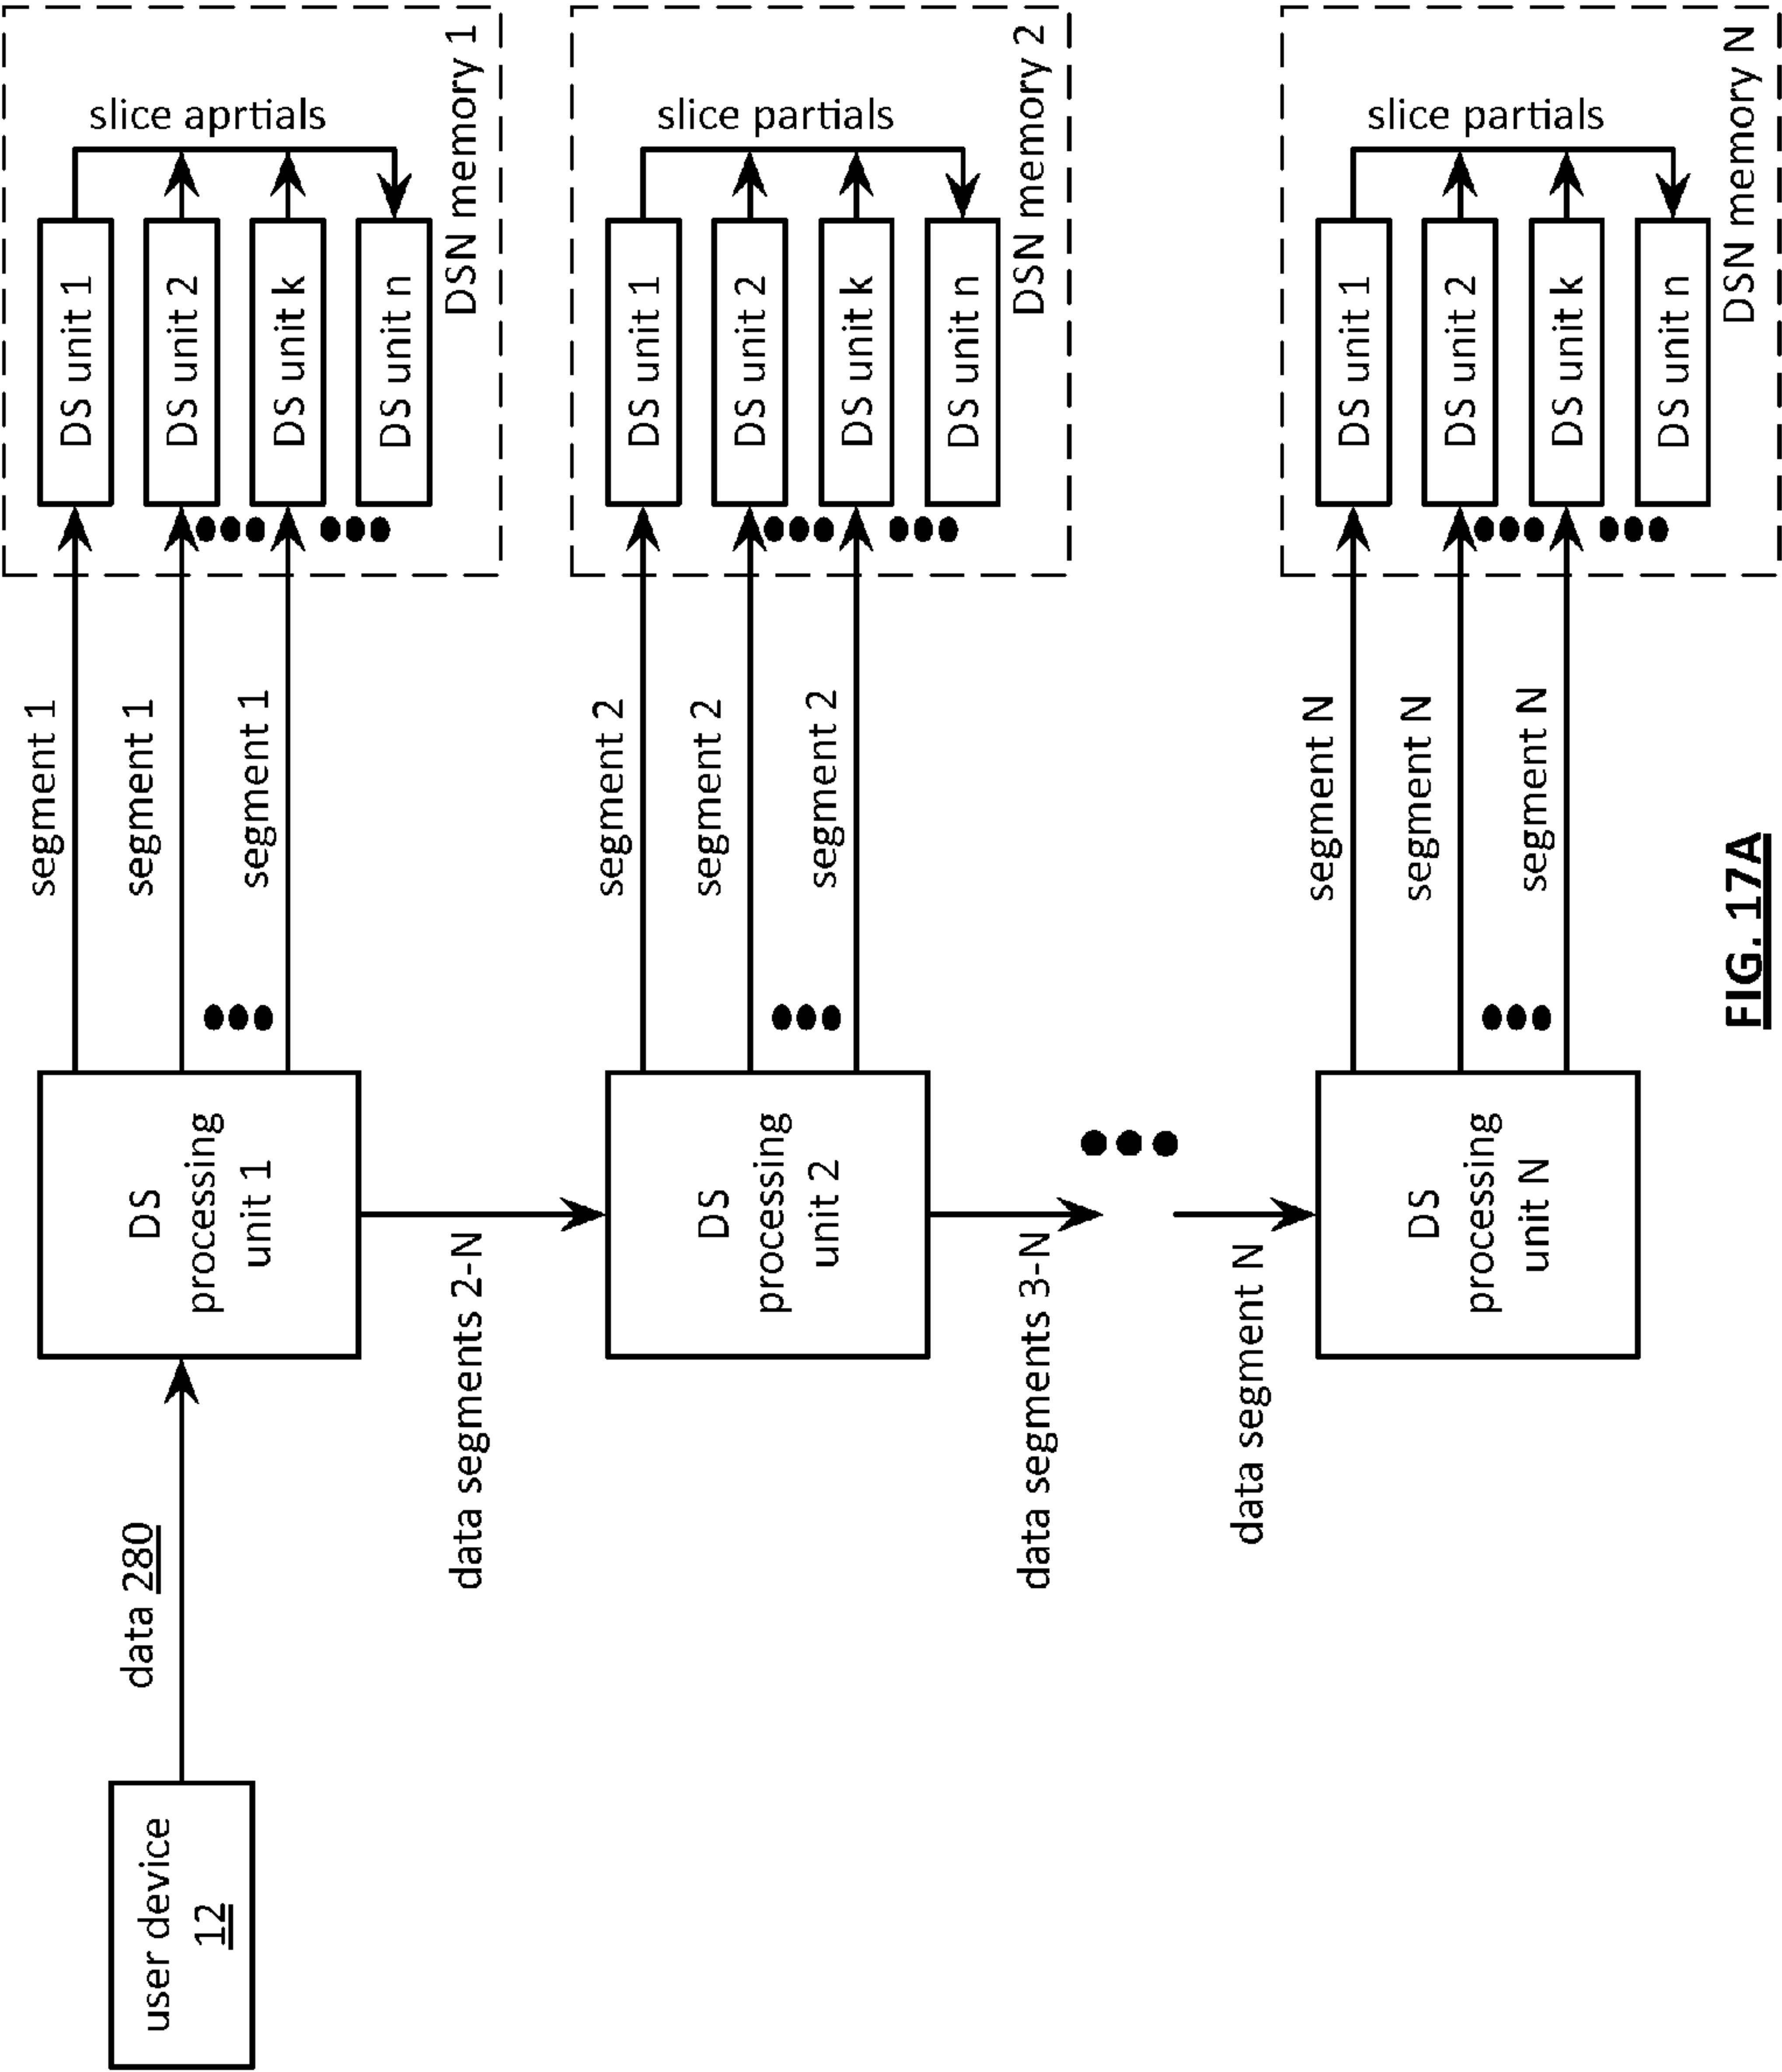 user device
12
data 280
DS
processing
unit 1
segment 1
segment 1
segment 1
DS unit 1
DS unit 2
DS unit k
DS unit n
slice aprtials
DSN memory 1
data segments 2-N
DS
processing
unit 2
segment 2
segment 2
segment 2
DS unit 1
DS unit 2
DS unit k
DS unit n
slice partials
DSN memory 2
data segments 3-N
data segment N
DS
processing
unit N
segment N
segment N
segment N
DS unit 1
DS unit 2
DS unit k
DS unit n
slice partials
DSN memory N
FIG. 17A